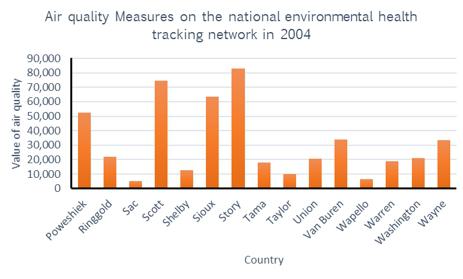 Air quality Measures on the national environmental health
tracking network in 2004
90,000
80,000
70,000
60,000
50,000
40,000
30,000
20,000
10,000
0
Value of air quality
Poweshiek
Ringgold
Sac
Scott
Shelby
Sioux
Story
Tama
Taylor
Union
Van Buren
Wapello
Warren
Washington
Wayne
Country